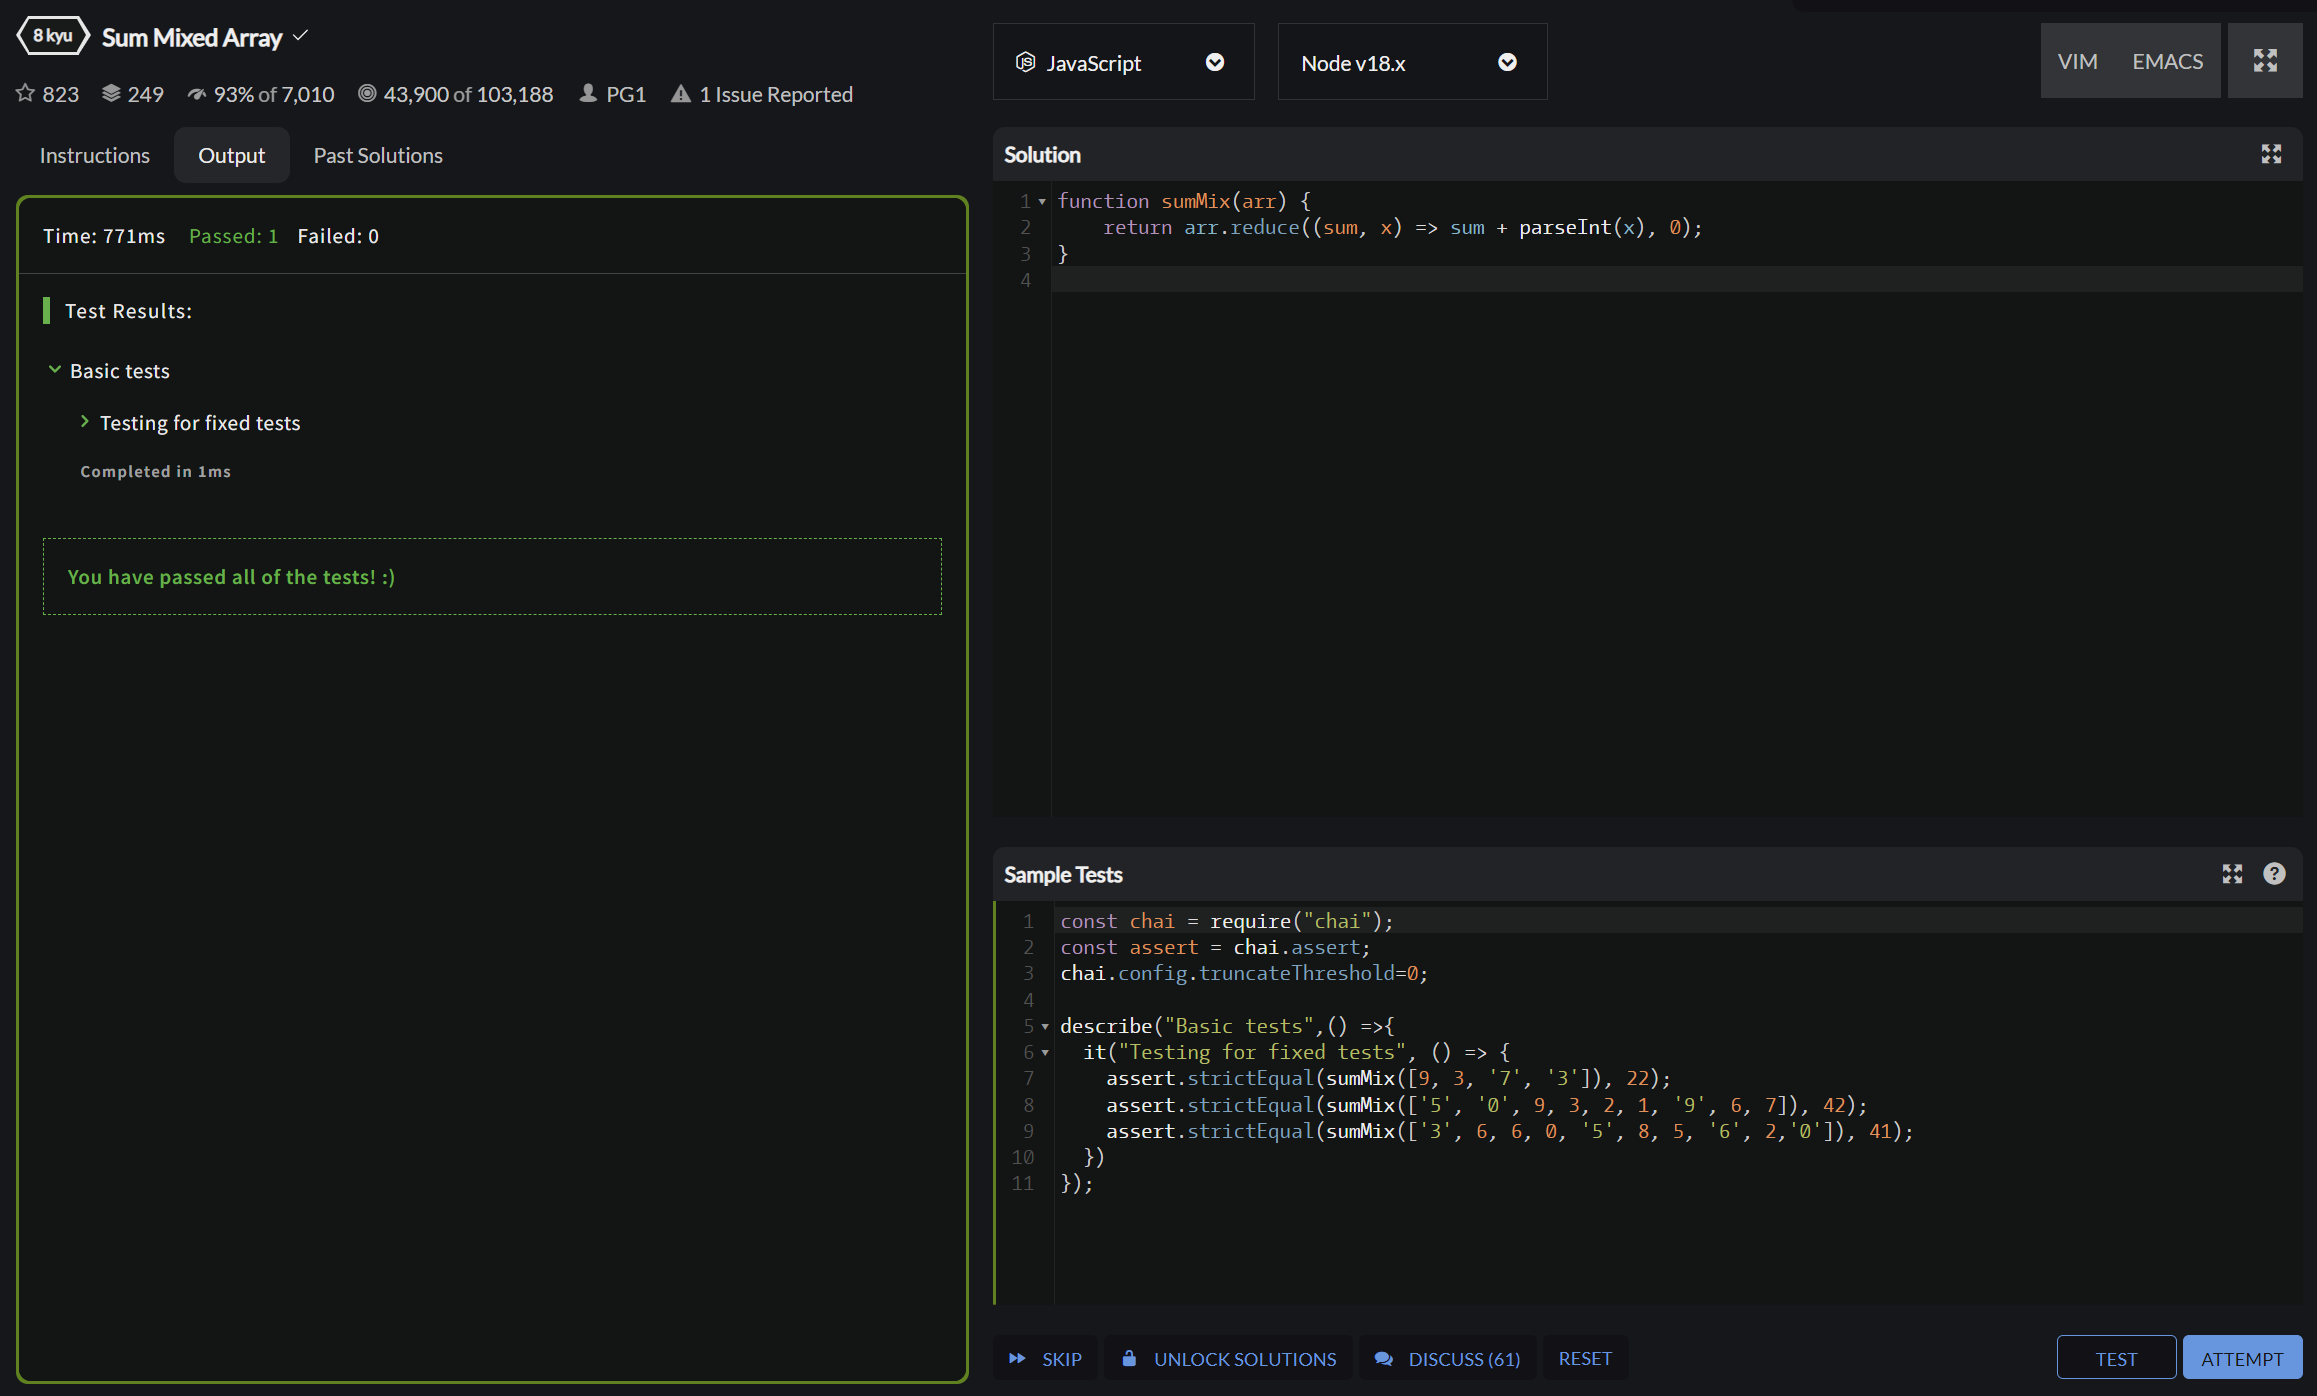 8 kyu Sum Mixed Array
823 249 93% of 7,010 43,900 of 103,188 PG1 1 Issue Reported
Instructions Output Past Solutions
Time: 771ms Passed: 1 Failed: 0
Test Results:
Basic tests
Testing for fixed tests
Completed in 1ms
You have passed all of the tests! :)
JavaScript Node v18.x VIM EMACS
Solution
1 function sumMix(arr) {
2     return arr.reduce((sum, x) => sum + parseInt(x), 0);
3 }
4
Sample Tests
1 const chai = require("chai");
2 const assert = chai.assert;
3 chai.config.truncateThreshold=0;
4
5 describe("Basic tests",() =>{
6   it("Testing for fixed tests", () => {
7     assert.strictEqual(sumMix([9, 3, '7', '3']), 22);
8     assert.strictEqual(sumMix(['5', '0', 9, 3, 2, 1, '9', 6, 7]), 42);
9     assert.strictEqual(sumMix(['3', 6, 6, 0, '5', 8, 5, '6', 2,'0']), 41);
10   })
11 });
SKIP UNLOCK SOLUTIONS DISCUSS (61) RESET TEST ATTEMPT